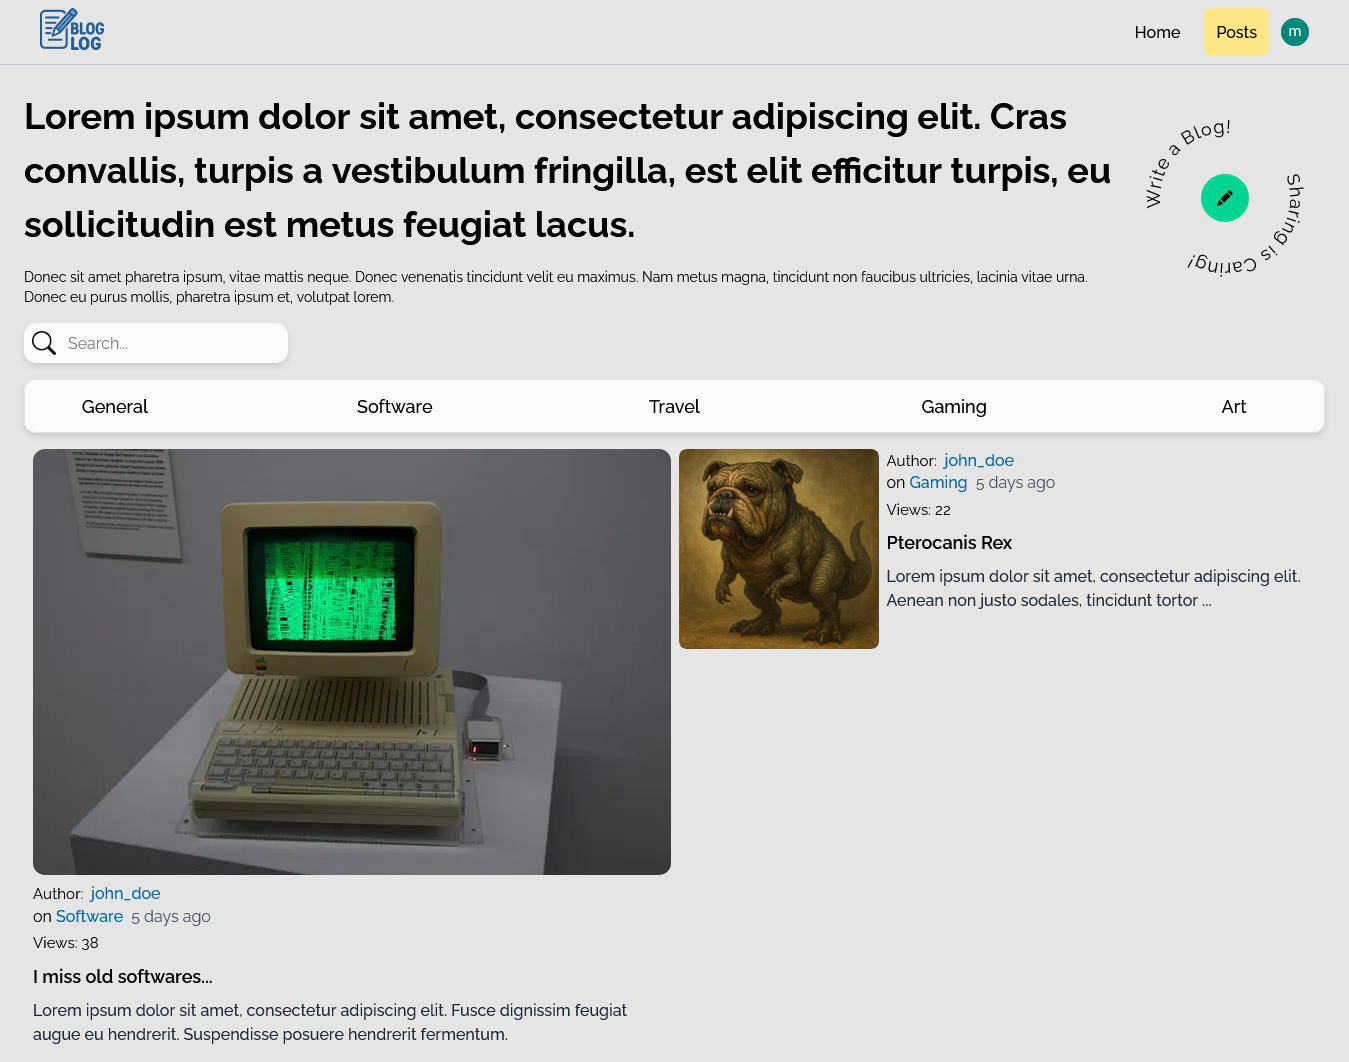 BLOG
LOG
Home
Posts
m
Lorem ipsum dolor sit amet, consectetur adipiscing elit. Cras
convallis, turpis a vestibulum fringilla, est elit efficitur turpis, eu
sollicitudin est metus feugiat lacus.
Write a Blog!
Sharing is Caring!
Donec sit amet pharetra ipsum, vitae mattis neque. Donec venenatis tincidunt velit eu maximus. Nam metus magna, tincidunt non faucibus ultricies, lacinia vitae urna.
Donec eu purus mollis, pharetra ipsum et, volutpat lorem.
Search...
General
Software
Travel
Gaming
Art
Author: john_doe
on Software 5 days ago
Views: 38
I miss old softwares...
Lorem ipsum dolor sit amet, consectetur adipiscing elit. Fusce dignissim feugiat
augue eu hendrerit. Suspendisse posuere hendrerit fermentum.
Author: john_doe
on Gaming 5 days ago
Views: 22
Pterocanis Rex
Lorem ipsum dolor sit amet, consectetur adipiscing elit.
Aenean non justo sodales, tincidunt tortor ...